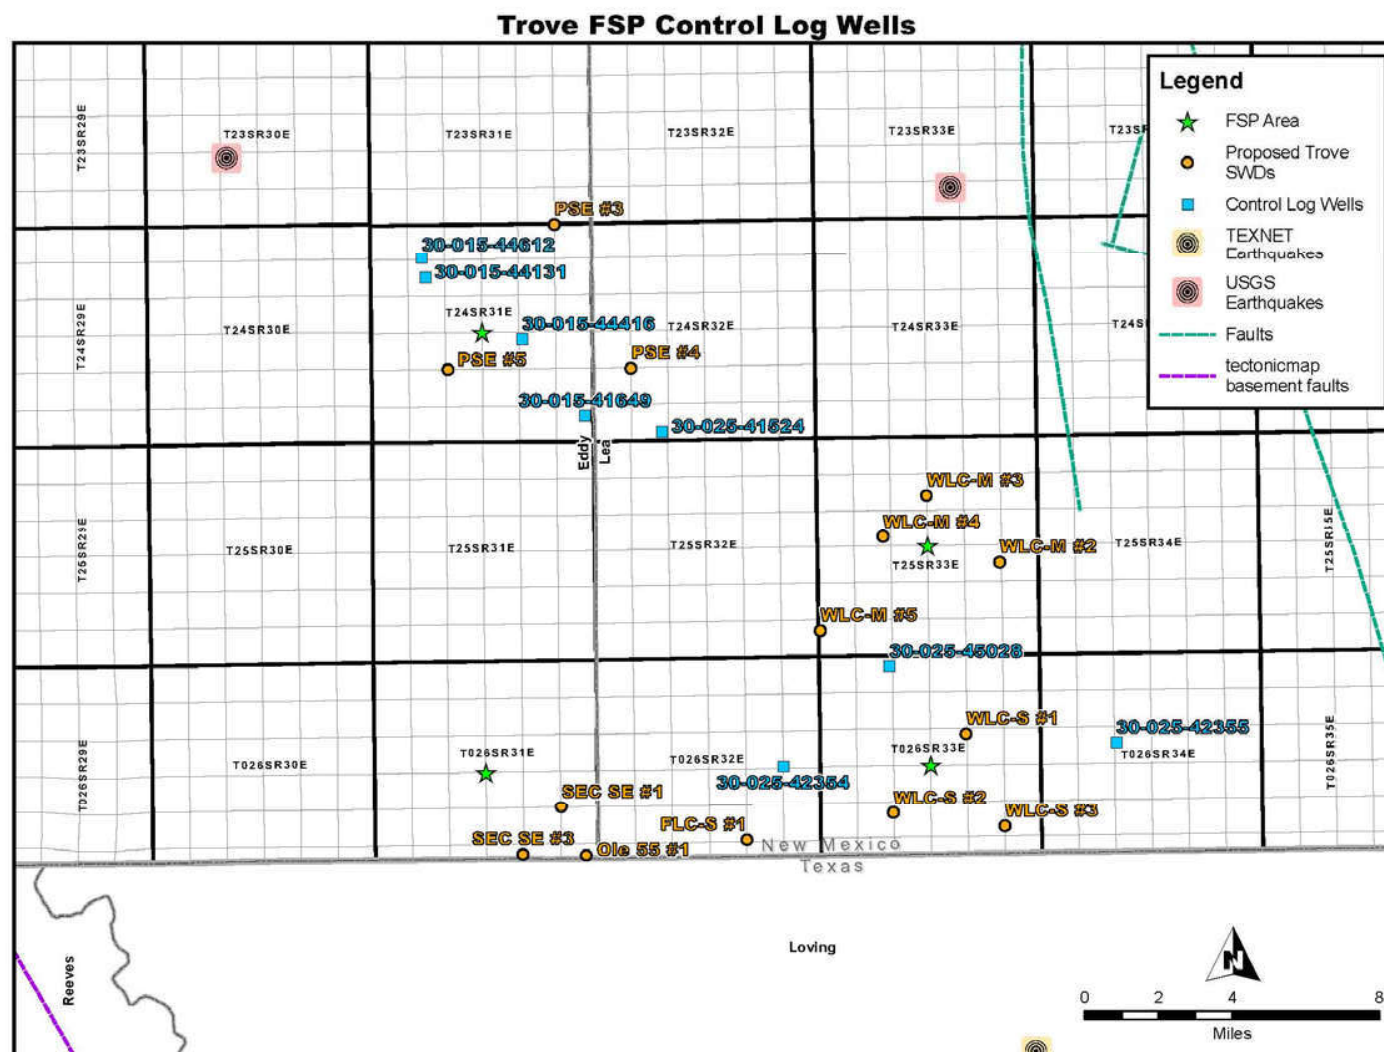 Trove FSP Control Log Wells
Legend
FSP Area
Proposed Trove
SWDs
Control Log Wells
TEXNET
Earthquakes
USGS
Earthquakes
Faults
tectonicmap
basement faults
T23SR29E
T23SR30E
T23SR31E
T23SR32E
T23SR33E
PSE #3
30-015-44612
30-015-44131
T24SR29E
T24SR30E
T24SR31E
30-015-44416
T24SR32E
T24SR33E
PSE #5
PSE #4
30-015-41649
30-025-41524
Eddy
Lea
WLC-M #3
WLC-M #4
WLC-M #2
T25SR29E
T25SR30E
T25SR31E
T25SR32E
T25SR33E
T25SR34E
WLC-M #5
30-025-45028
WLC-S #1
30-025-42355
T026SR29E
T026SR30E
T026SR31E
T026SR32E
T026SR33E
T026SR34E
T026SR35E
30-025-42354
SEC SE #1
WLC-S #2
WLC-S #3
FLC-S #1
SEC SE #3
Ole 55 #1
New Mexico
Texas
Loving
Reeves
N
0 2 4 8
Miles